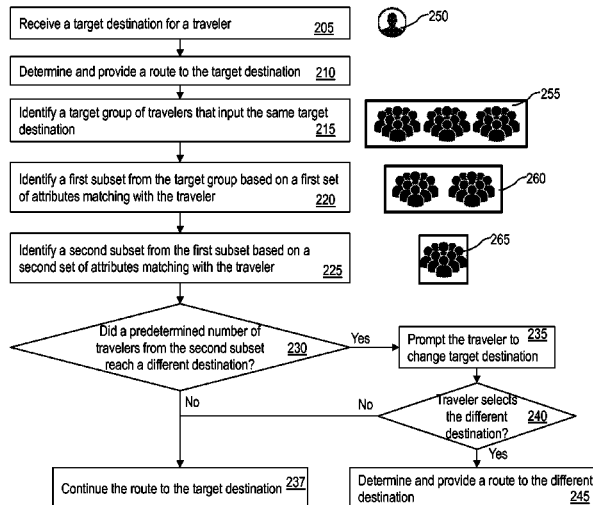 Receive a target destination for a traveler
205
250
Determine and provide a route to the target destination 210
Identify a target group of travelers that input the same target
destination 215
255
Identify a first subset from the target group based on a first set
of attributes matching with the traveler 220
260
Identify a second subset from the first subset based on a
second set of attributes matching with the traveler 225
265
Did a predetermined number of
travelers from the second subset 230
reach a different destination?
Yes
Prompt the traveler to 235
change target destination
No
No
Traveler selects
the different 240
destination?
Yes
Continue the route to the target destination 237
Determine and provide a route to the different
destination 245